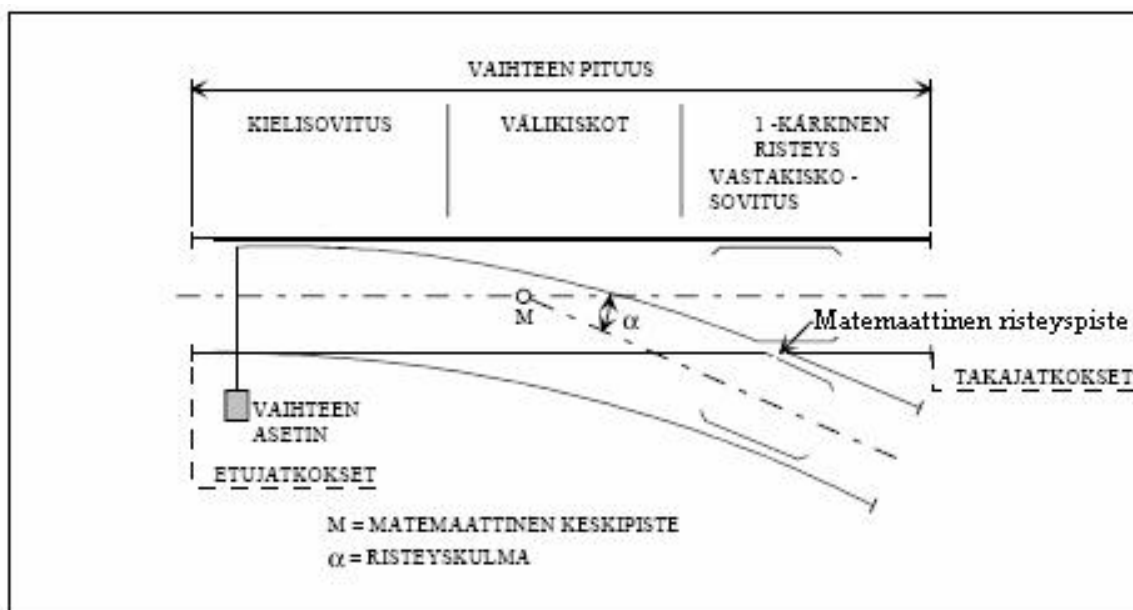 VAIHTEEN PITUUS
KIELISOVITUS
VÄLIKISKOT
1 -KÄRKINEN
RISTEYS
VASTAKISKO -
SOVITUS
M
α
Matemaattinen risteyspiste
TAKAJATKOKSET
VAIHTEEN
ASETIN
ETUJATKOKSET
M = MATEMAATTINEN KESKIPISTE
α = RISTEYSKULMA